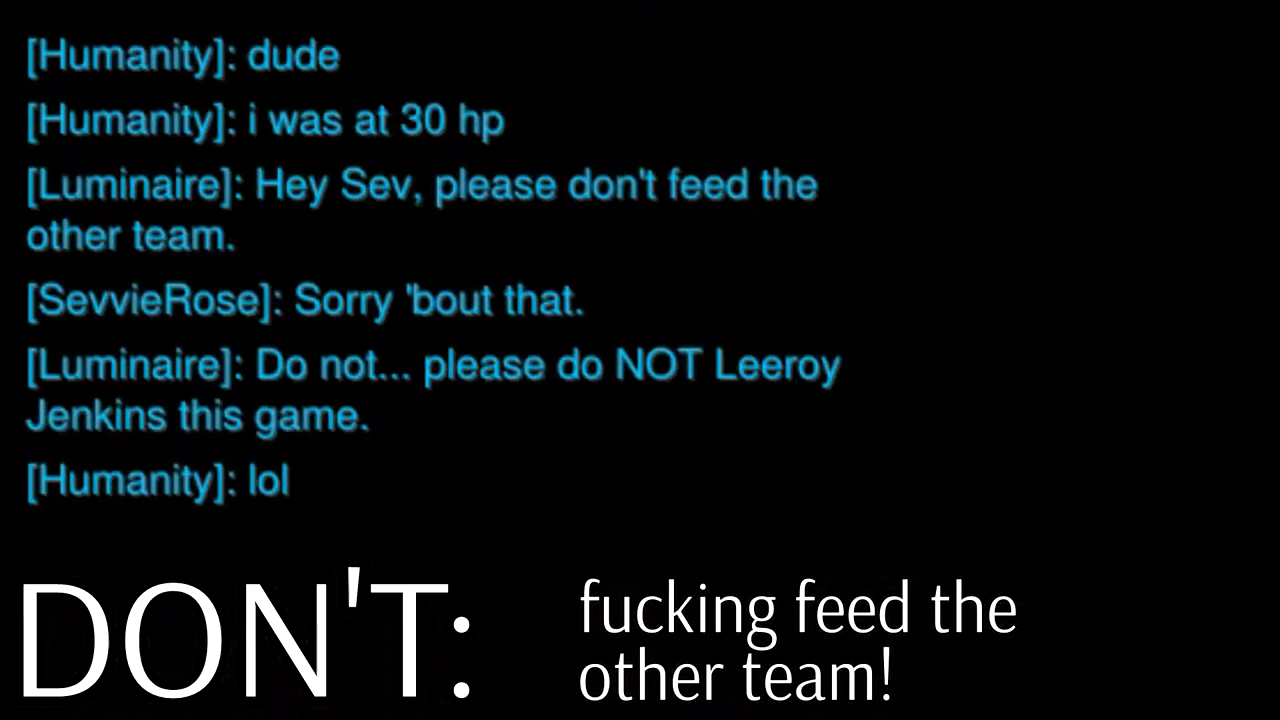 [Humanity]: dude
[Humanity]: i was at 30 hp
[Luminaire]: Hey Sev, please don't feed the
other team.
[SevvieRose]: Sorry 'bout that.
[Luminaire]: Do not... please do NOT Leeroy
Jenkins this game.
[Humanity]: lol
DON'T: fucking feed the
other team!